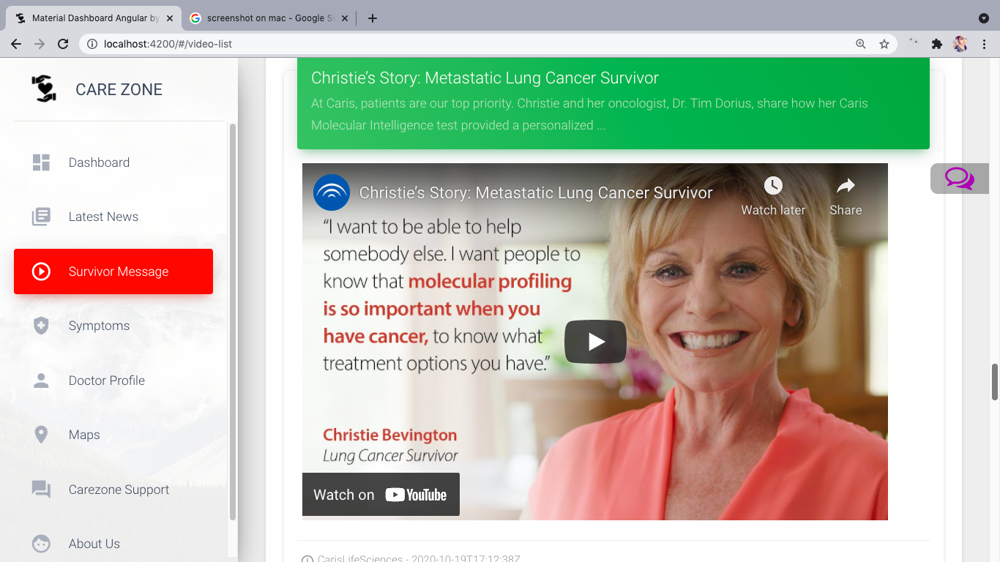 Material Dashboard Angular by
screenshot on mac - Google S
localhost:4200/#/video-list
CARE ZONE
Dashboard
Latest News
Survivor Message
Symptoms
Doctor Profile
Maps
Carezone Support
About Us
Christie’s Story: Metastatic Lung Cancer Survivor
At Caris, patients are our top priority. Christie and her oncologist, Dr. Tim Dorius, share how her Caris
Molecular Intelligence test provided a personalized ...
Christie’s Story: Metastatic Lung Cancer Survivor
Watch later
Share
“I want to be able to help
somebody else. I want people to
know that molecular profiling
is so important when you
have cancer, to know what
treatment options you have.”
Christie Bevington
Lung Cancer Survivor
Watch on YouTube
CarisLifeSciences - 2020-10-19T17:12:38Z